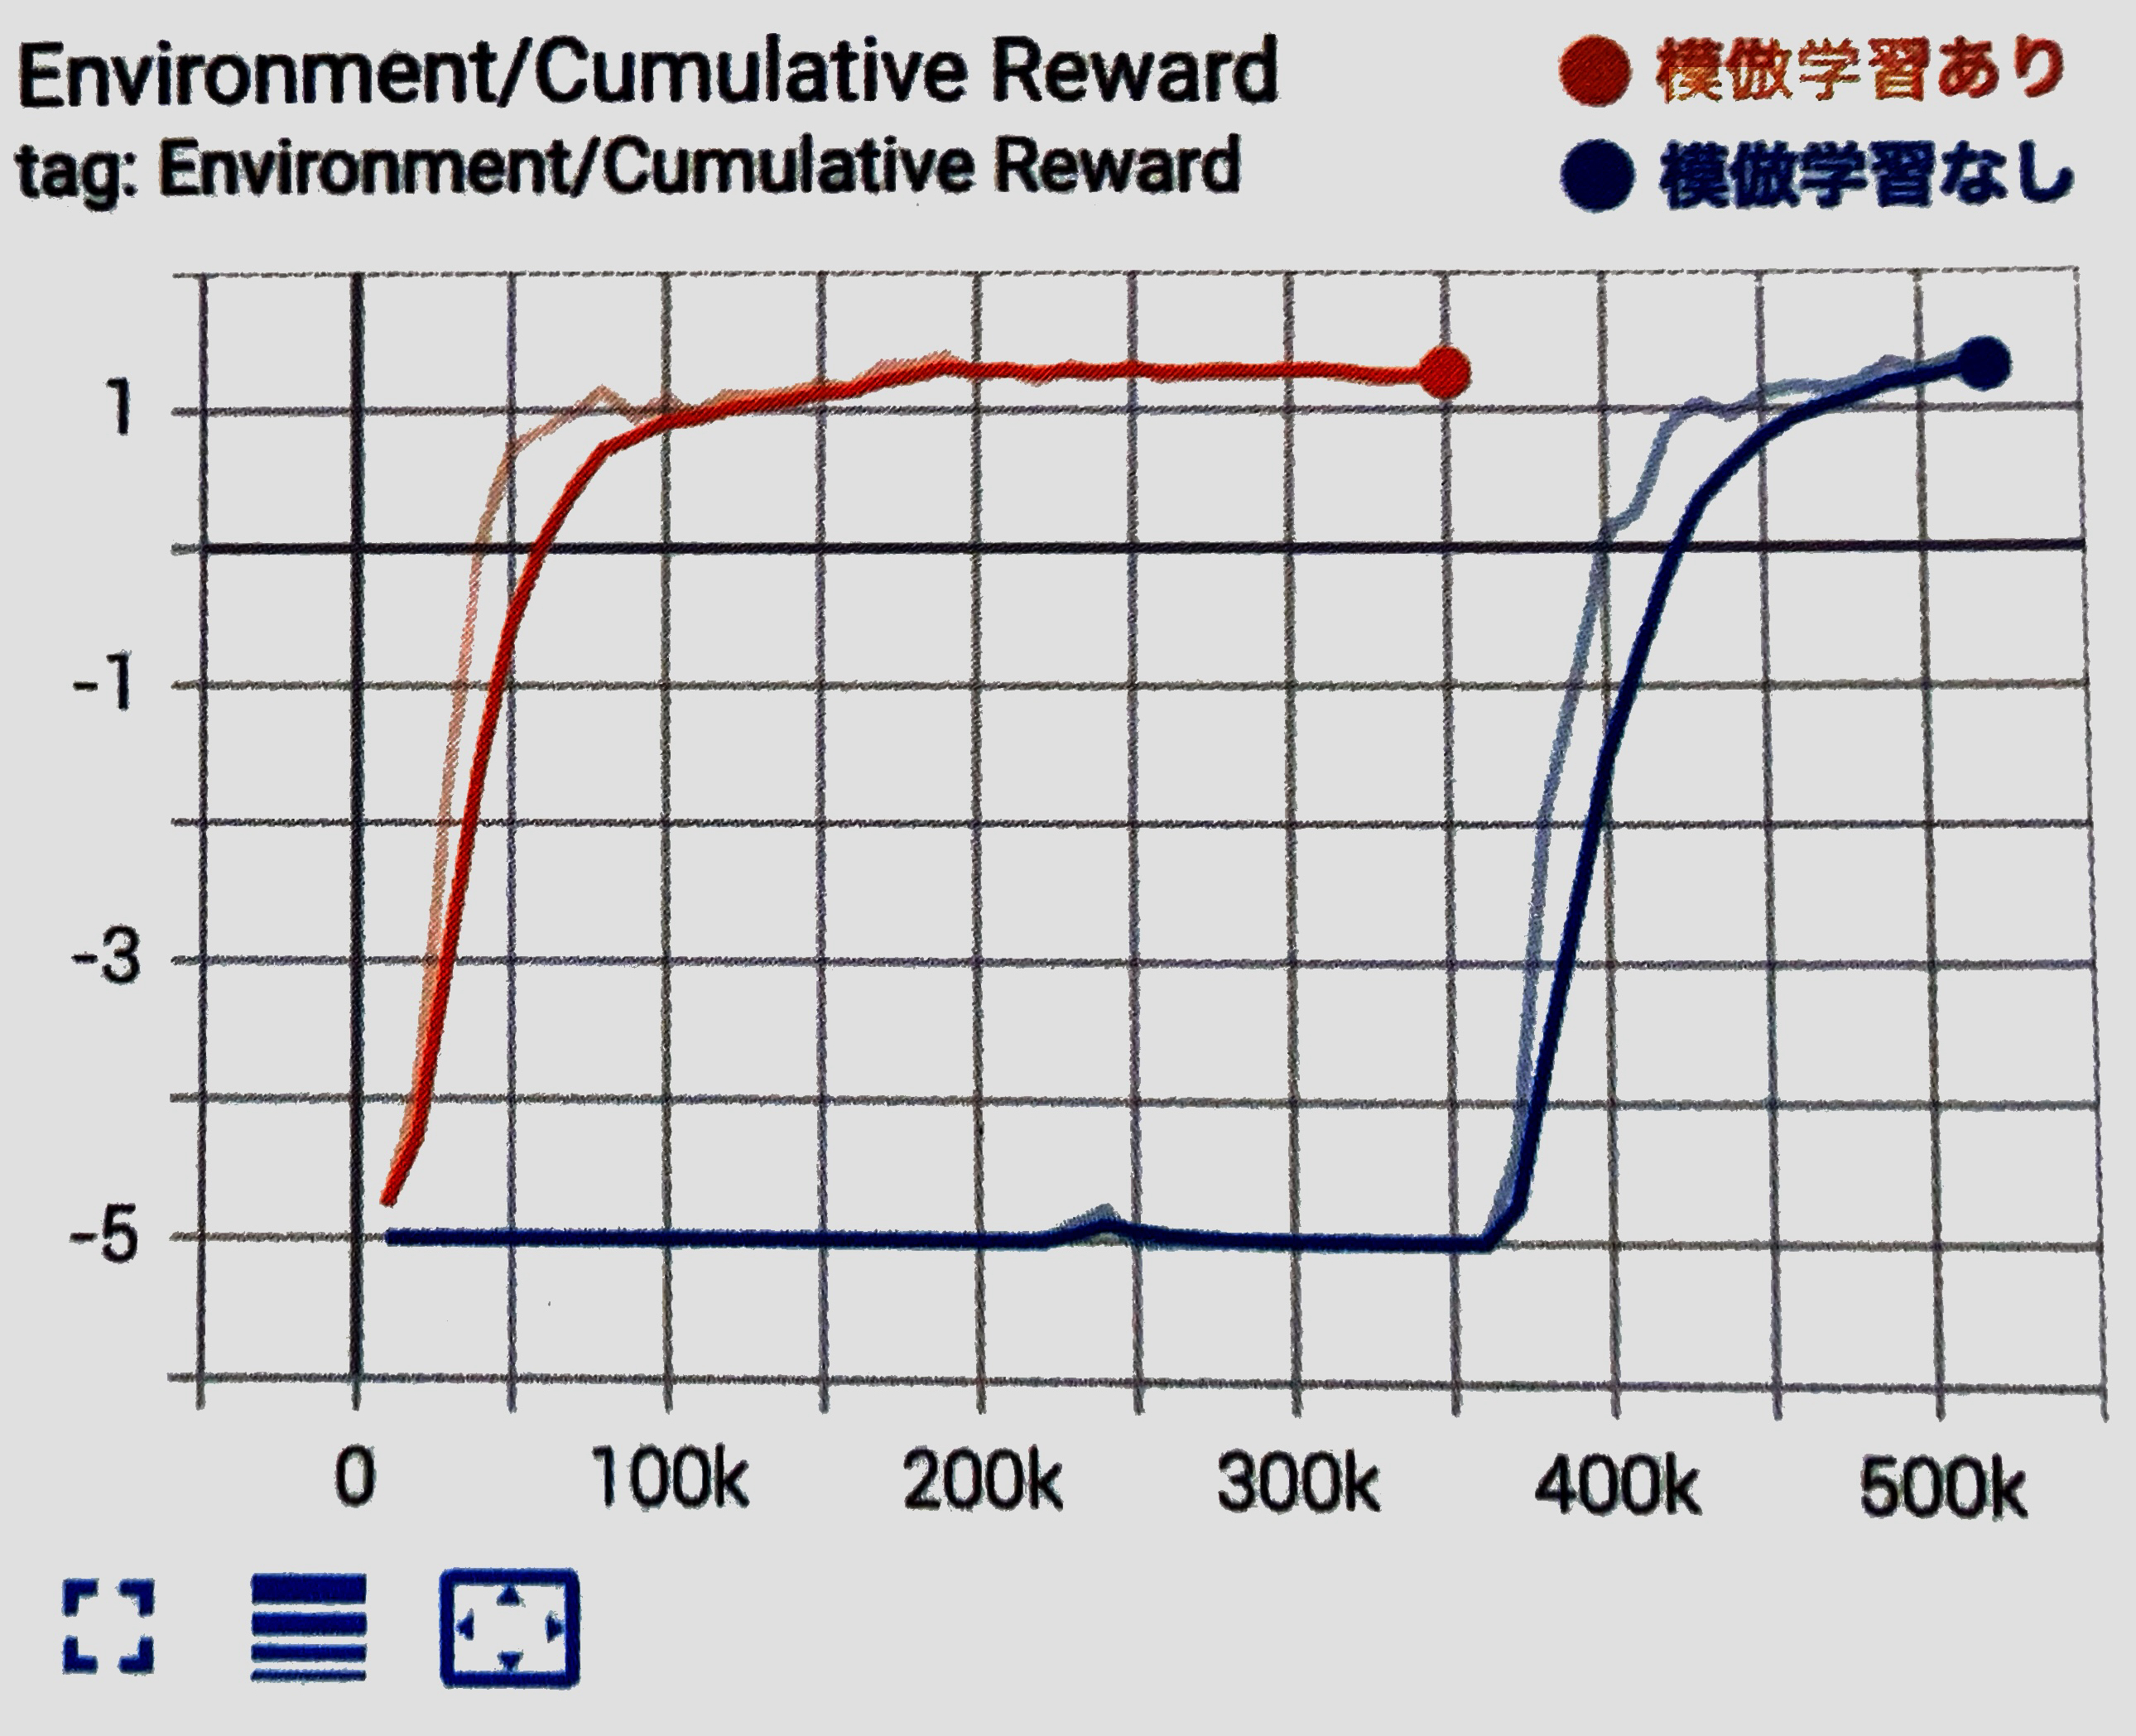 Environment/Cumulative Reward
tag: Environment/Cumulative Reward
模倣学習あり
模倣学習なし
1
-1
-3
-5
0 100k 200k 300k 400k 500k